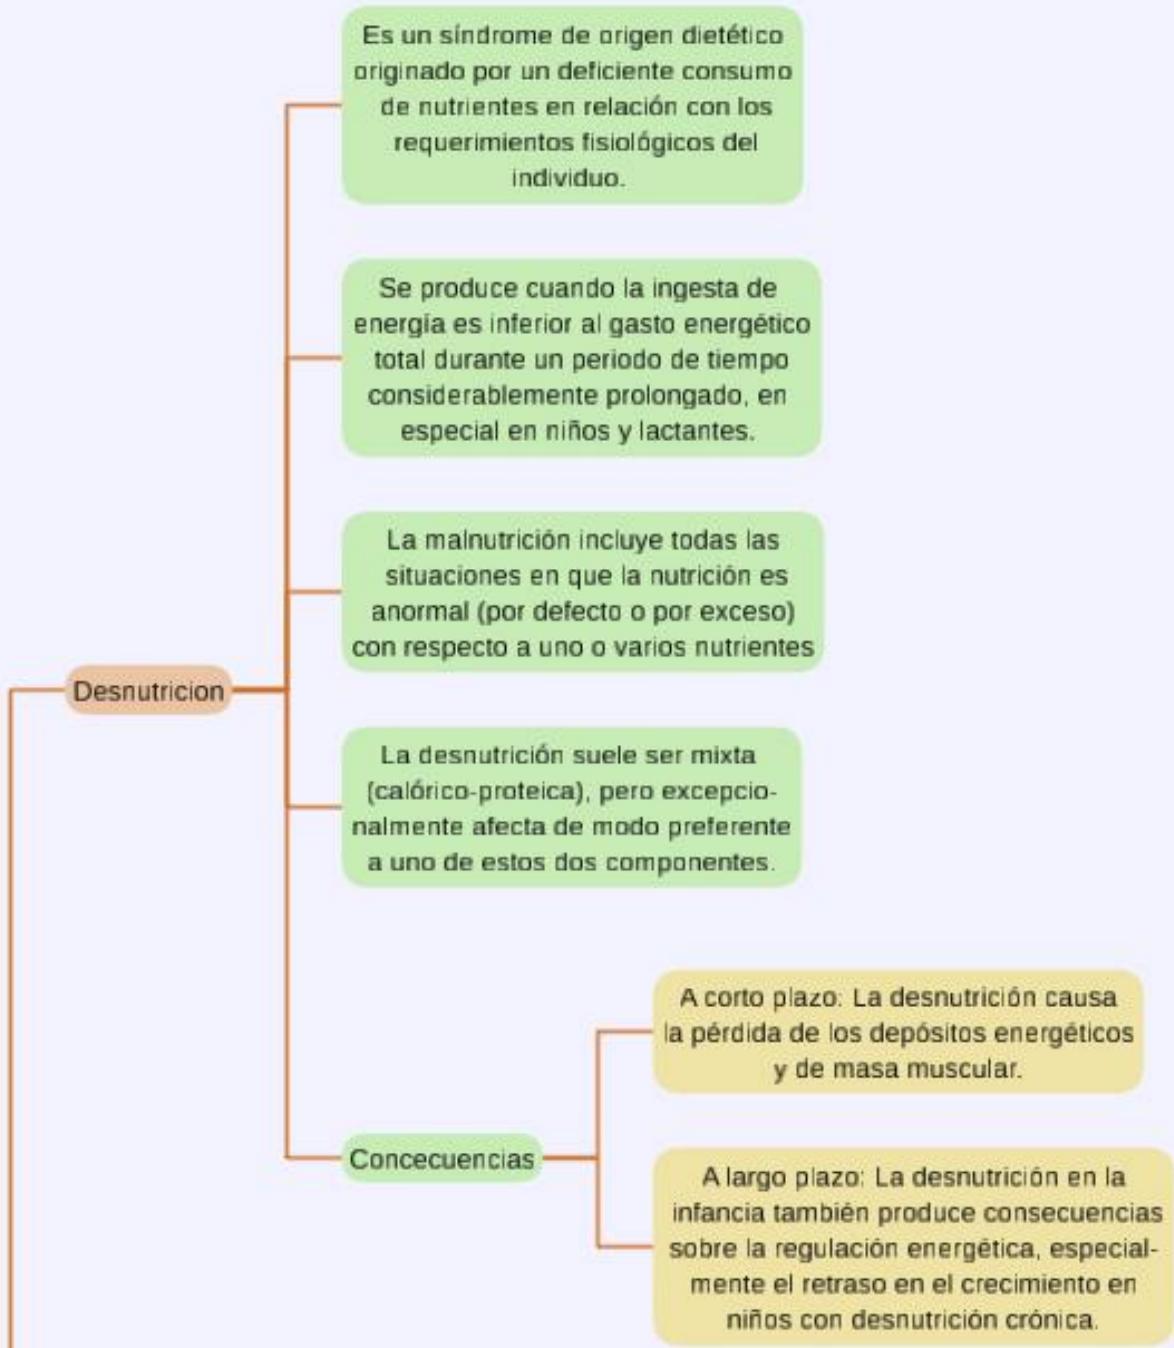 Es un síndrome de origen dietético
originado por un deficiente consumo
de nutrientes en relación con los
requerimientos fisiológicos del
individuo.
Se produce cuando la ingesta de
energía es inferior al gasto energético
total durante un periodo de tiempo
considerablemente prolongado, en
especial en niños y lactantes.
La malnutrición incluye todas las
situaciones en que la nutrición es
anormal (por defecto o por exceso)
con respecto a uno o varios nutrientes
Desnutricion
La desnutrición suele ser mixta
(calórico-proteica), pero excepcio-
nalmente afecta de modo preferente
a uno de estos dos componentes.
Concecuencias
A corto plazo: La desnutrición causa
la pérdida de los depósitos energéticos
y de masa muscular.
A largo plazo: La desnutrición en la
infancia también produce consecuencias
sobre la regulación energética, especial-
mente el retraso en el crecimiento en
niños con desnutrición crónica.